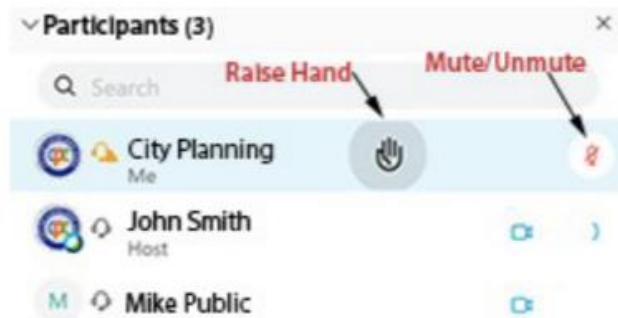 Participants (3)
Search
Raise Hand
Mute/Unmute
City Planning
Me
John Smith
Host
M
Mike Public